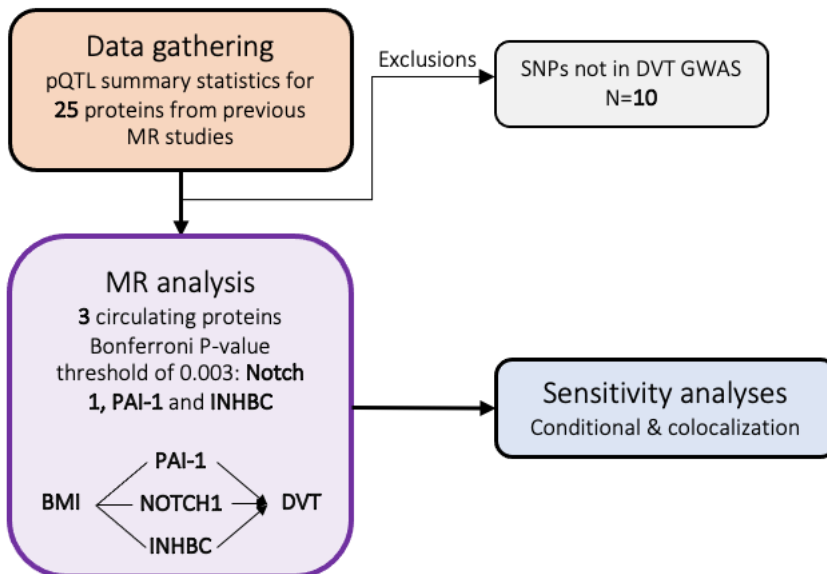 Data gathering
pQTL summary statistics for
25 proteins from previous
MR studies
Exclusions
SNPs not in DVT GWAS
N=10
MR analysis
3 circulating proteins
Bonferroni P-value
threshold of 0.003: Notch
1, PAI-1 and INHBC
PAI-1
BMI NOTCH1 DVT
INHBC
Sensitivity analyses
Conditional & colocalization